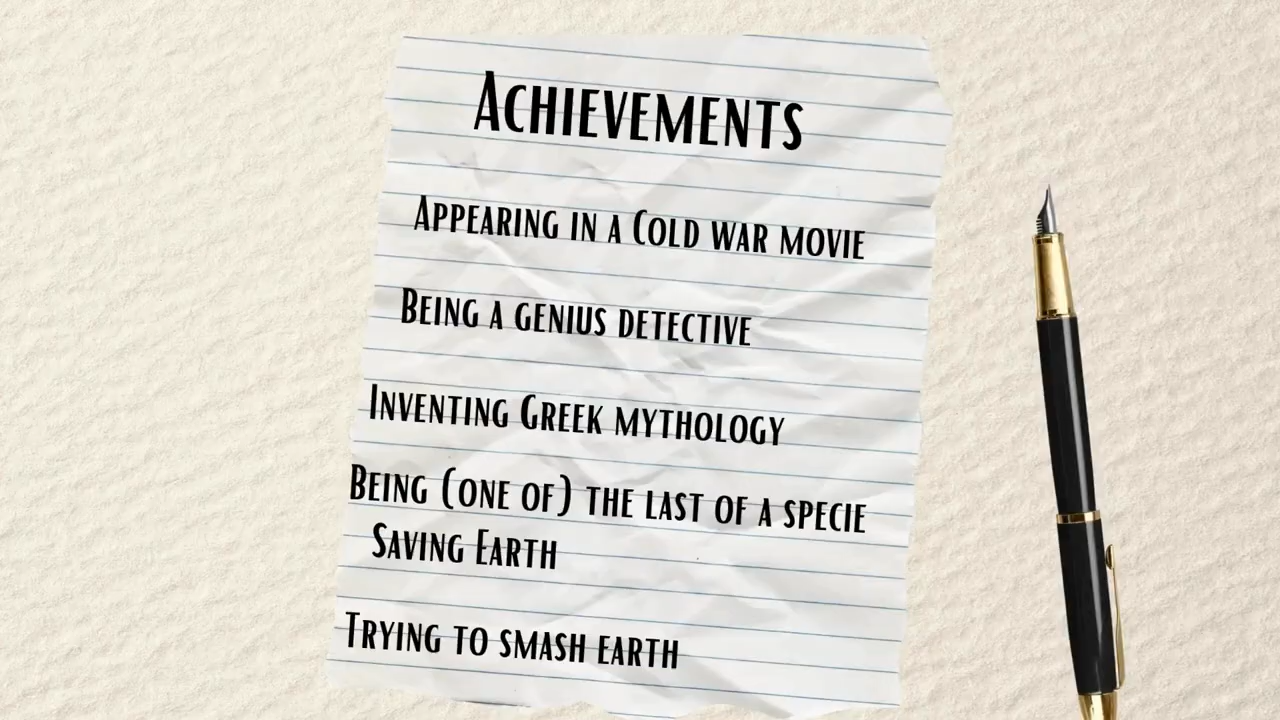 Achievements
Appearing in a Cold war movie
Being a genius detective
Inventing Greek mythology
Being (one of) the last of a specie
Saving Earth
Trying to smash earth